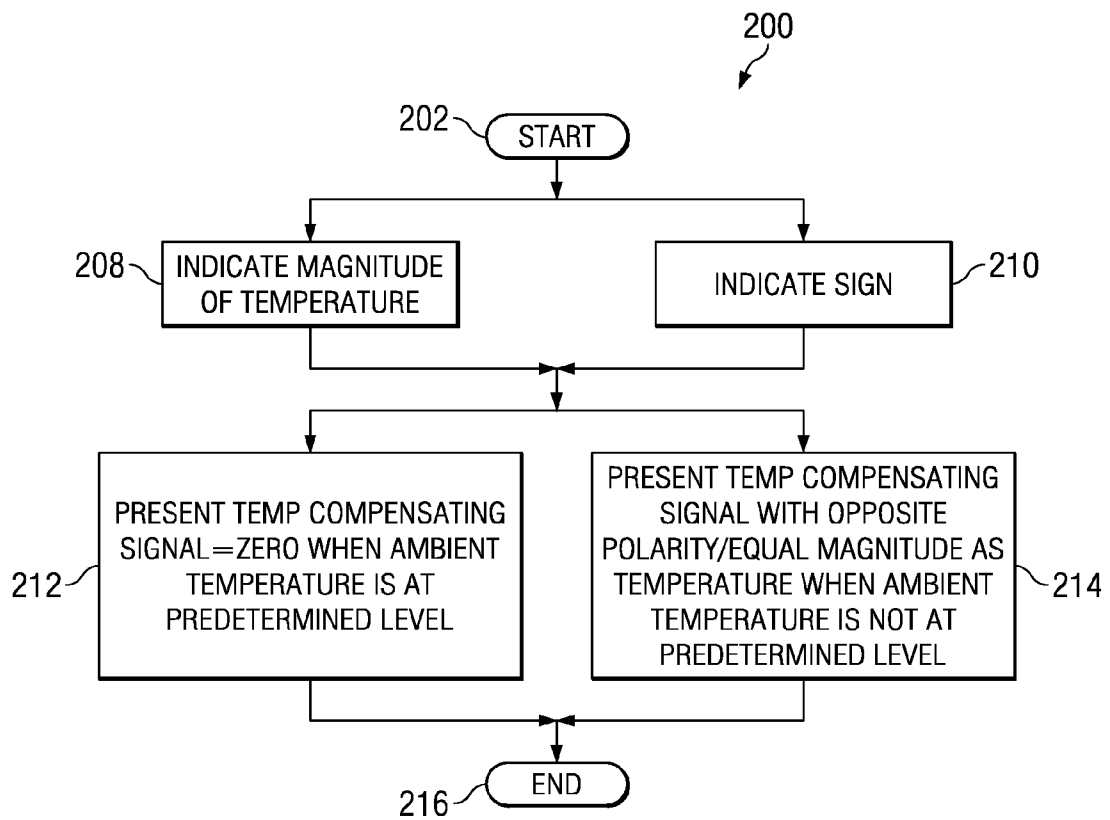 200
202
START
208
INDICATE MAGNITUDE
OF TEMPERATURE
INDICATE SIGN
210
212
PRESENT TEMP COMPENSATING
SIGNAL=ZERO WHEN AMBIENT
TEMPERATURE IS AT
PREDETERMINED LEVEL
PRESENT TEMP COMPENSATING
SIGNAL WITH OPPOSITE
POLARITY/EQUAL MAGNITUDE AS
TEMPERATURE WHEN AMBIENT
TEMPERATURE IS NOT AT
PREDETERMINED LEVEL
214
216
END